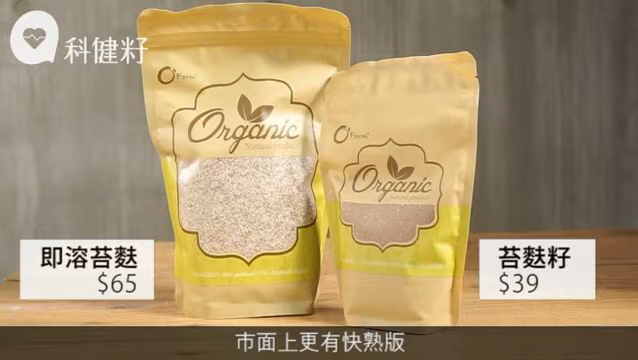 科健籽
O' Farm
Organic
Natural product
O' Farm
Organic
Natural product
即溶苔麩
$65
苔麩籽
$39
市面上更有快熟版